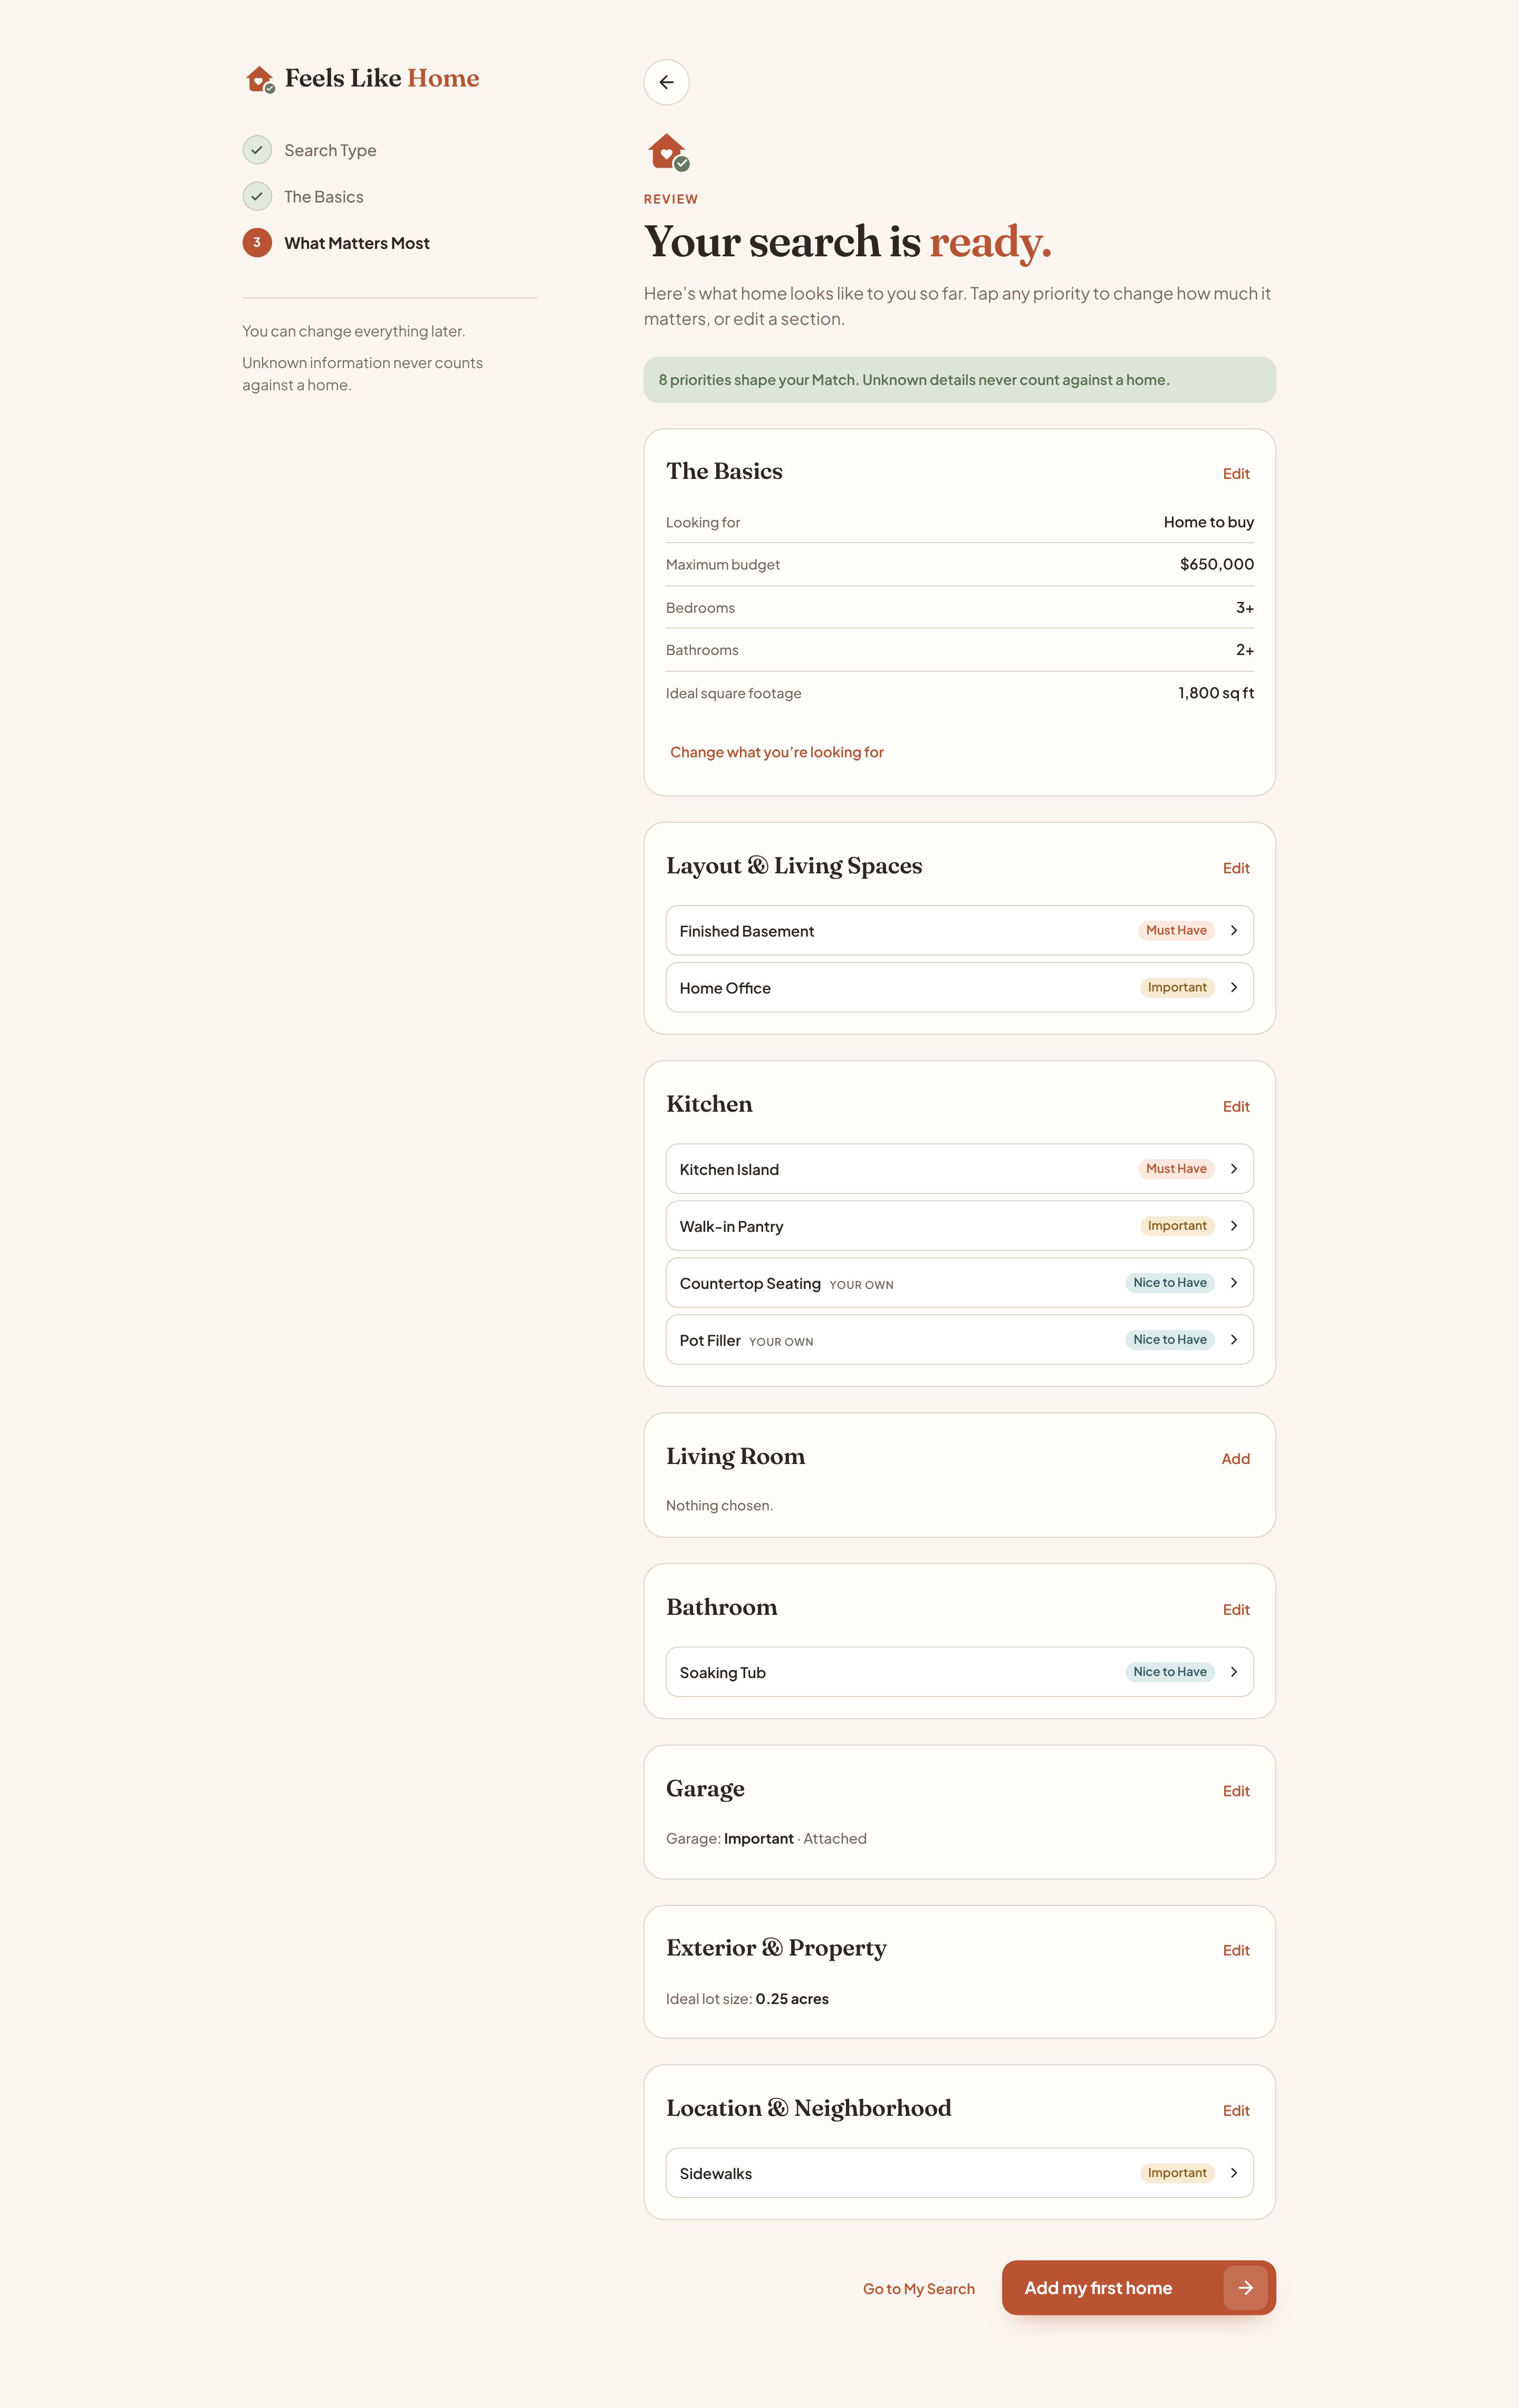 Feels Like Home
Search Type
The Basics
3 What Matters Most
You can change everything later.
Unknown information never counts
against a home.
REVIEW
Your search is ready.
Here’s what home looks like to you so far. Tap any priority to change how much it
matters, or edit a section.
8 priorities shape your Match. Unknown details never count against a home.
The Basics Edit
Looking for Home to buy
Maximum budget $650,000
Bedrooms 3+
Bathrooms 2+
Ideal square footage 1,800 sq ft
Change what you’re looking for
Layout & Living Spaces Edit
Finished Basement Must Have
Home Office Important
Kitchen Edit
Kitchen Island Must Have
Walk-in Pantry Important
Countertop Seating YOUR OWN Nice to Have
Pot Filler YOUR OWN Nice to Have
Living Room Add
Nothing chosen.
Bathroom Edit
Soaking Tub Nice to Have
Garage Edit
Garage: Important · Attached
Exterior & Property Edit
Ideal lot size: 0.25 acres
Location & Neighborhood Edit
Sidewalks Important
Go to My Search Add my first home